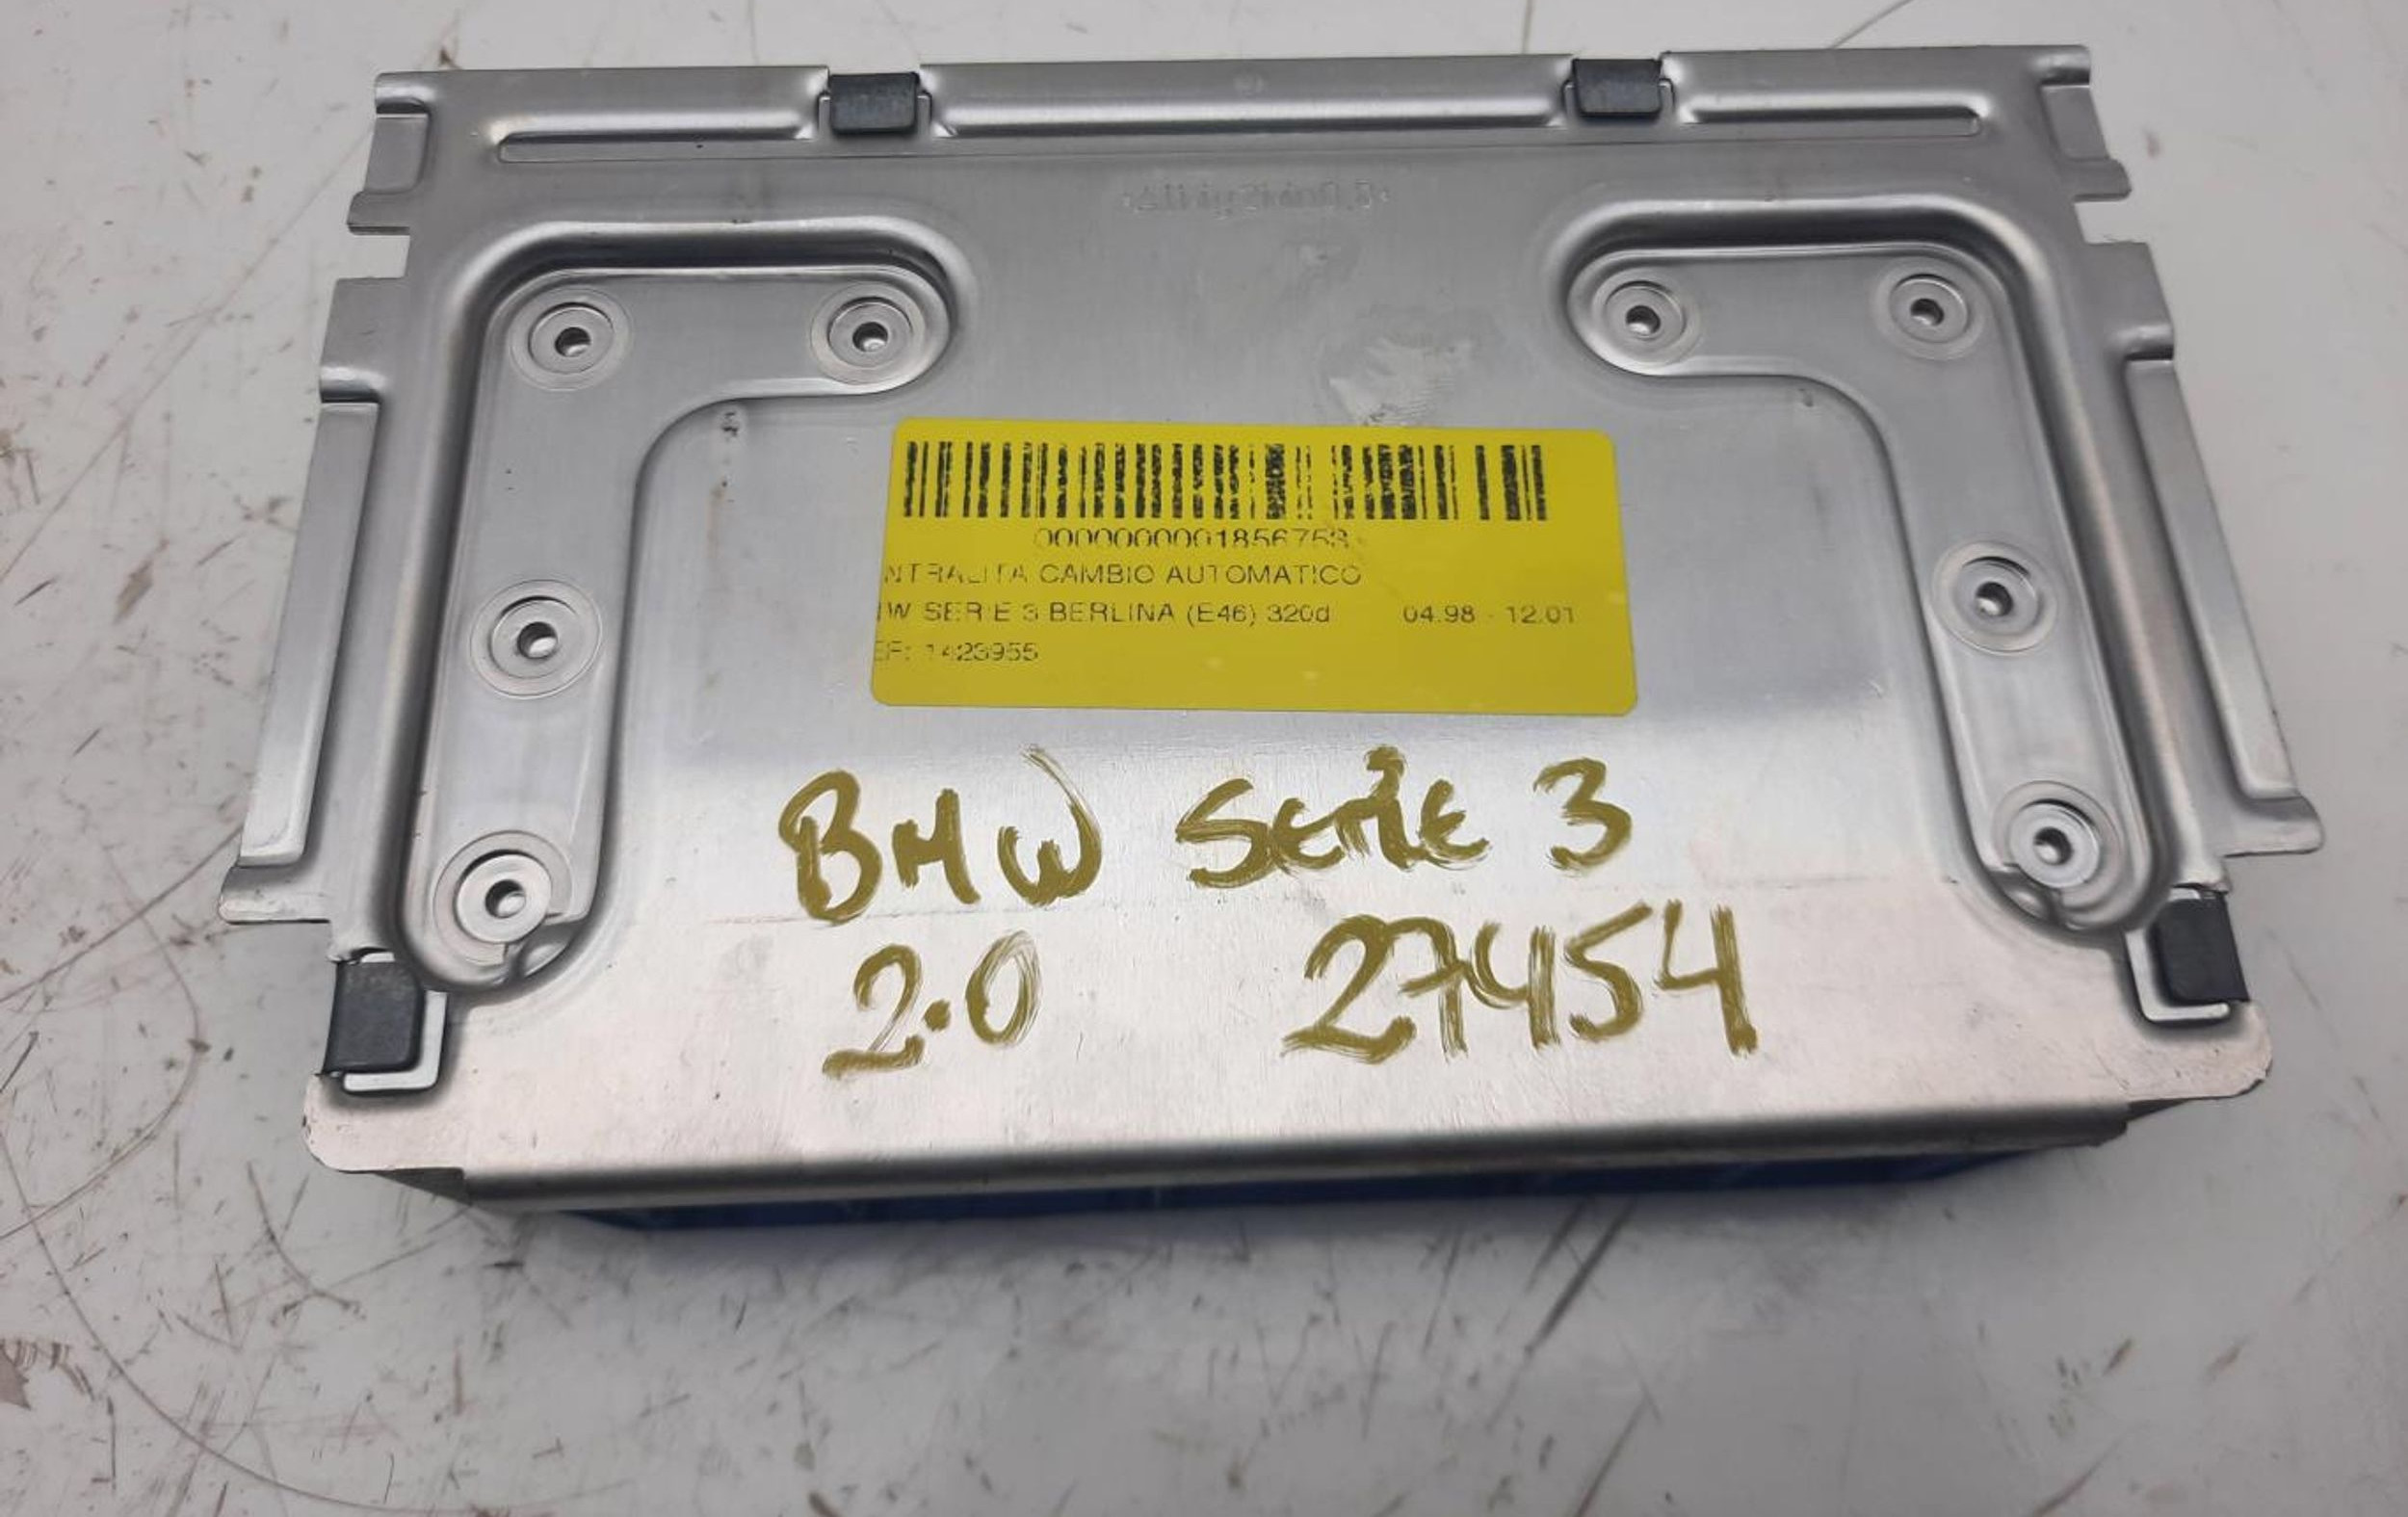 0000000001856758
NTRALITA CAMBIO AUTOMATICO
W SERIE 3 BERLINA (E46) 320d 04.98 - 12.01
EF: 1423955
BMW Serie 3
2.0 27454